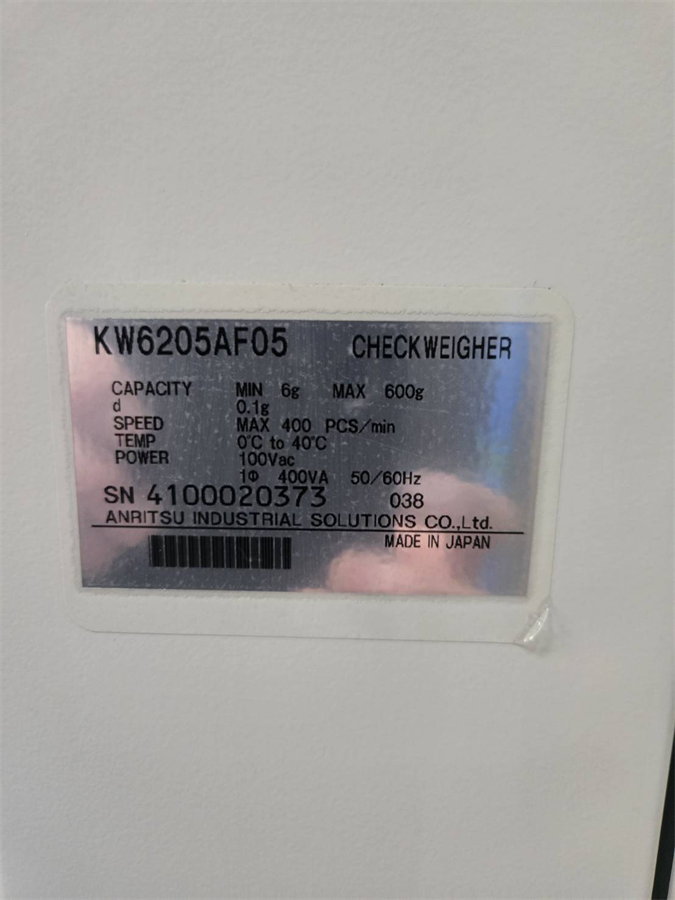 KW6205AF05 CHECKWEIGHER
CAPACITY MIN 6g MAX 600g
d 0.1g
SPEED MAX 400 PCS/min
TEMP 0℃ to 40℃
POWER 100Vac
1Φ 400VA 50/60Hz
SN 4100020373 038
ANRITSU INDUSTRIAL SOLUTIONS CO.,Ltd.
MADE IN JAPAN